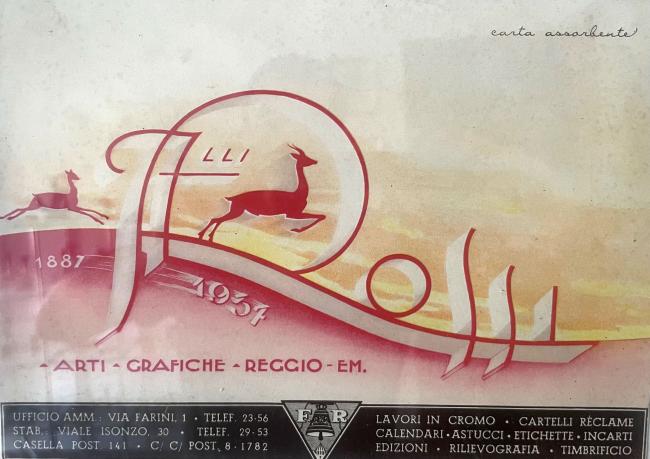 carta assorbente
Flli Rossi
1887
1937
- ARTI - GRAFICHE - REGGIO - EM.
F R
UFFICIO AMM.: VIA FARINI, 1 • TELEF. 23-56
STAB.: VIALE ISONZO, 30 • TELEF. 29-53
CASELLA POST. 141 • C/C/ POST, 8-1782
LAVORI IN CROMO • CARTELLI RÉCLAME
CALENDARI • ASTUCCI • ETICHETTE • INCARTI
EDIZIONI • RILIEVOGRAFIA • TIMBRIFICIO